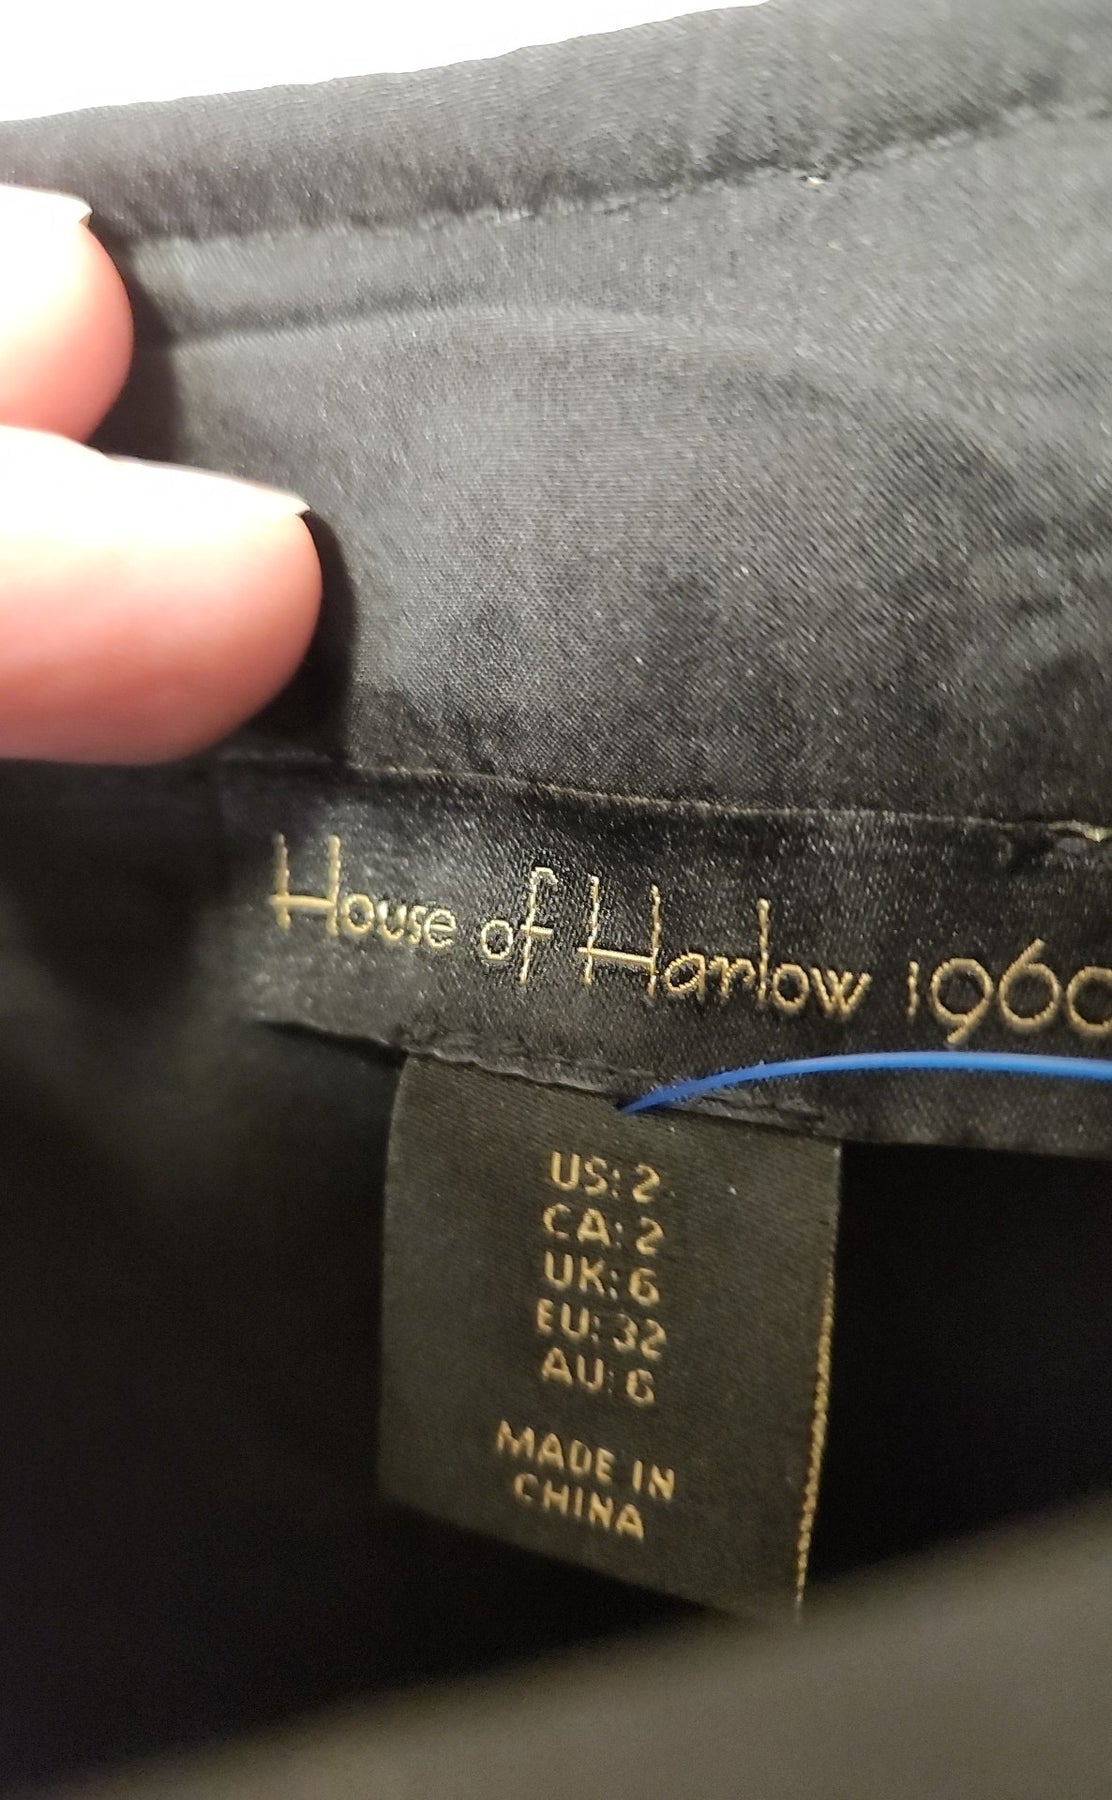 House of Harlow 1960
US: 2
CA: 2
UK: 6
EU: 32
AU: 6
MADE IN
CHINA